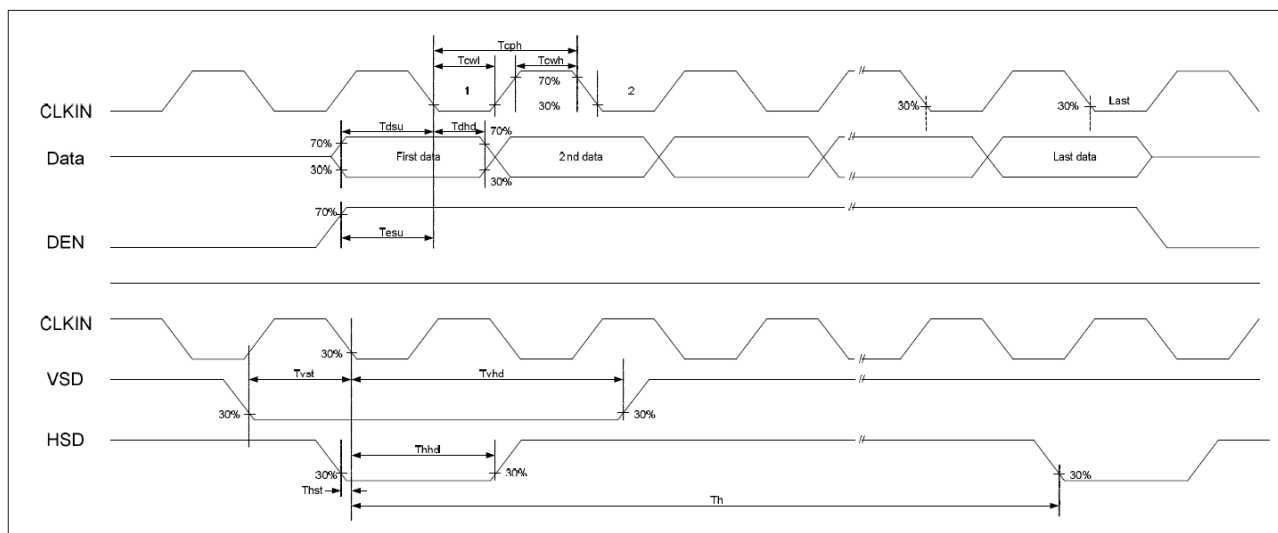 Tcph
Tcwl Tcwh
1 70% 2
30% 30% 30% Last
CLKIN
Tdsu Tdhd 70%
70%
Data First data 2nd data Last data
30% 30%
70%
DEN
Tesu
CLKIN
30%
Tvst Tvhd
VSD
30% 30%
HSD
Thhd
30% 30% 30%
Thst
Th